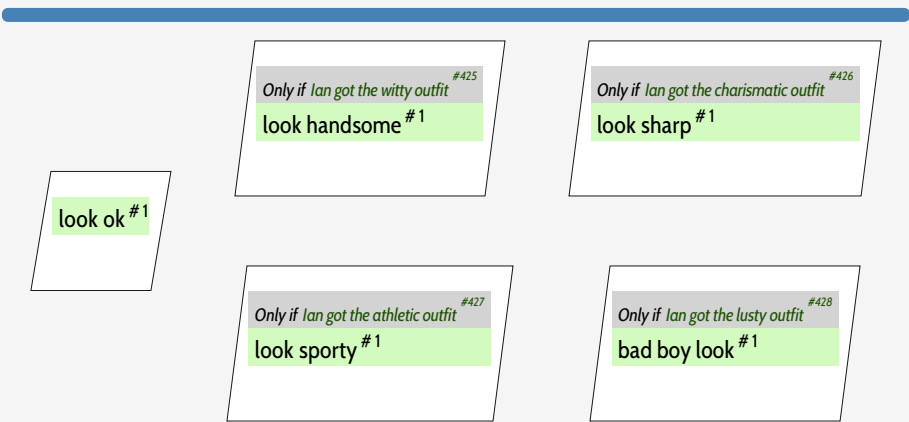 #425
Only if Ian got the witty outfit
look handsome #1
#426
Only if Ian got the charismatic outfit
look sharp #1
look ok #1
#427
Only if Ian got the athletic outfit
look sporty #1
#428
Only if Ian got the lusty outfit
bad boy look #1